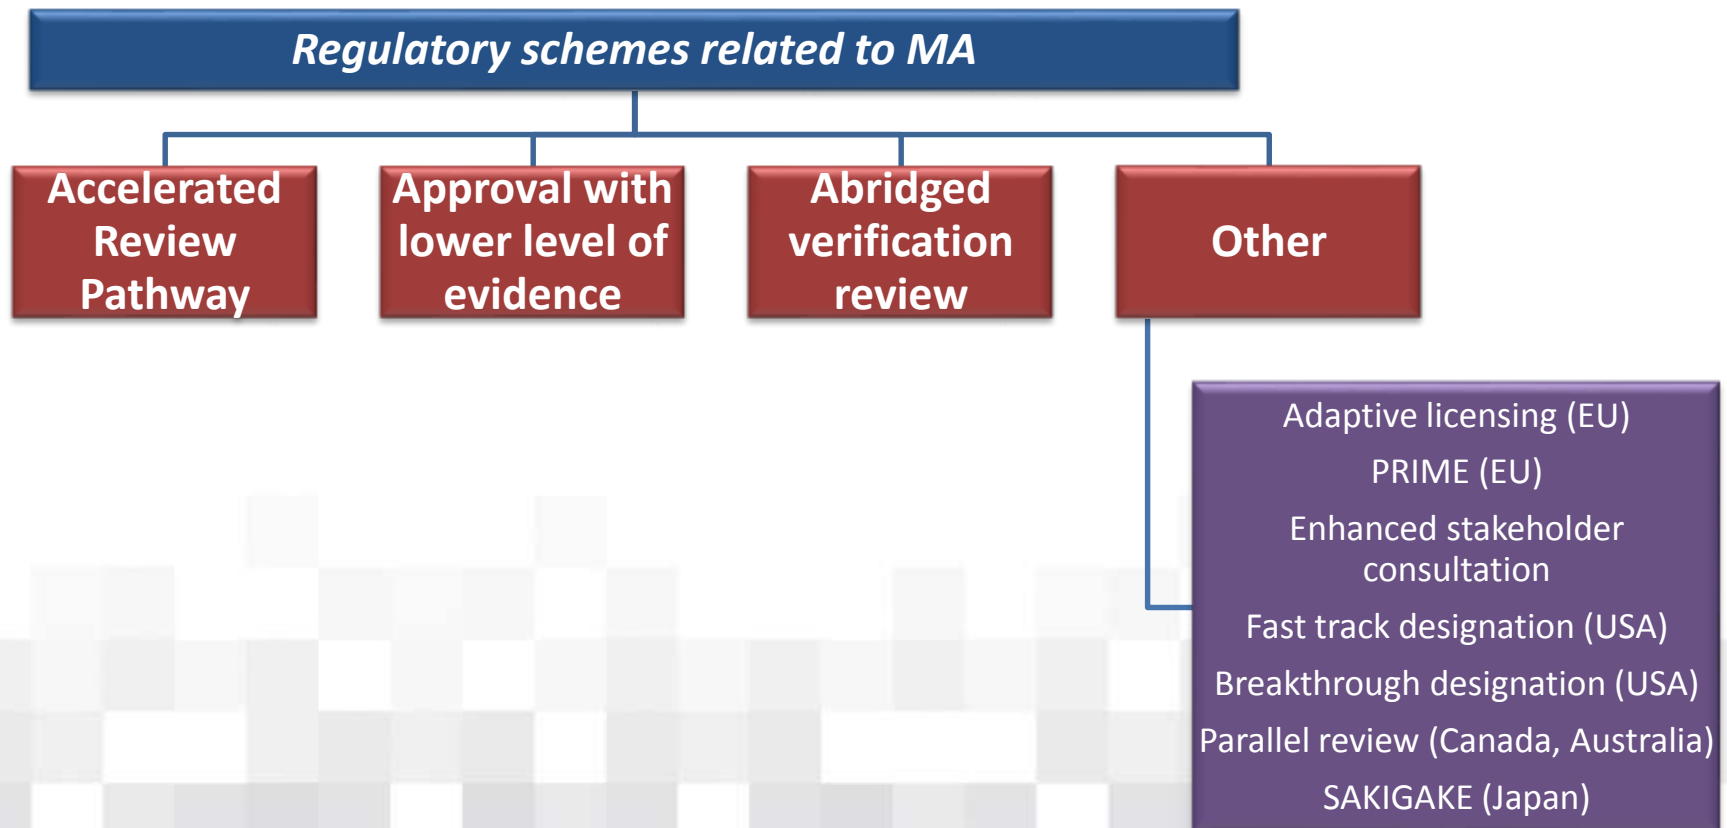 Regulatory schemes related to MA
Accelerated
Review
Pathway
Approval with
lower level of
evidence
Abridged
verification
review
Other
Adaptive licensing (EU)
PRIME (EU)
Enhanced stakeholder
consultation
Fast track designation (USA)
Breakthrough designation (USA)
Parallel review (Canada, Australia)
SAKIGAKE (Japan)